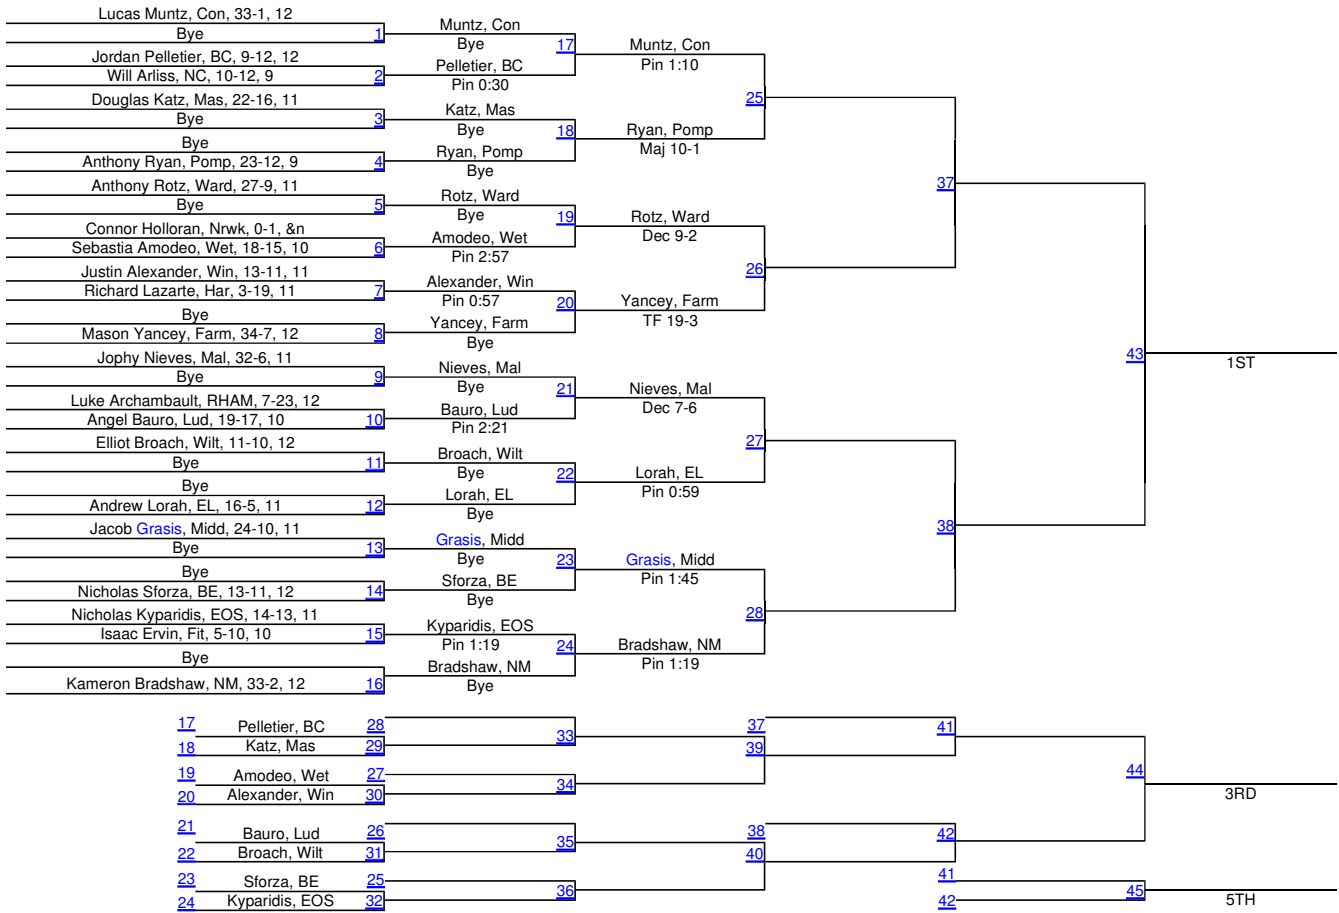 Lucas Muntz, Con, 33-1, 12
Bye
1
Jordan Pelletier, BC, 9-12, 12
Will Arliss, NC, 10-12, 9
2
Douglas Katz, Mas, 22-16, 11
Bye
3
Bye
Anthony Ryan, Pomp, 23-12, 9
4
Anthony Rotz, Ward, 27-9, 11
Bye
5
Connor Holloran, Nrwk, 0-1, &n
Sebastia Amodeo, Wet, 18-15, 10
6
Justin Alexander, Win, 13-11, 11
Richard Lazarte, Har, 3-19, 11
7
Bye
Mason Yancey, Farm, 34-7, 12
8
Jophy Nieves, Mal, 32-6, 11
Bye
9
Luke Archambault, RHAM, 7-23, 12
Angel Bauro, Lud, 19-17, 10
10
Elliot Broach, Wilt, 11-10, 12
Bye
11
Bye
Andrew Lorah, EL, 16-5, 11
12
Jacob Grasis, Midd, 24-10, 11
Bye
13
Bye
Nicholas Sforza, BE, 13-11, 12
14
Nicholas Kyparidis, EOS, 14-13, 11
Isaac Ervin, Fit, 5-10, 10
15
Bye
Kameron Bradshaw, NM, 33-2, 12
16
Muntz, Con
Bye
17
Pelletier, BC
Pin 0:30
Katz, Mas
Bye
18
Ryan, Pomp
Bye
Rotz, Ward
Bye
19
Amodeo, Wet
Pin 2:57
Alexander, Win
Pin 0:57
20
Yancey, Farm
Bye
Nieves, Mal
Bye
21
Bauro, Lud
Pin 2:21
Broach, Wilt
Bye
22
Lorah, EL
Bye
Grasis, Midd
Bye
23
Sforza, BE
Bye
Kyparidis, EOS
Pin 1:19
24
Bradshaw, NM
Bye
Muntz, Con
Pin 1:10
25
Ryan, Pomp
Maj 10-1
Rotz, Ward
Dec 9-2
26
Yancey, Farm
TF 19-3
Nieves, Mal
Dec 7-6
27
Lorah, EL
Pin 0:59
Grasis, Midd
Pin 1:45
28
Bradshaw, NM
Pin 1:19
37
38
43
1ST
17 Pelletier, BC 28
18 Katz, Mas 29
33
19 Amodeo, Wet 27
20 Alexander, Win 30
34
21 Bauro, Lud 26
22 Broach, Wilt 31
35
23 Sforza, BE 25
24 Kyparidis, EOS 32
36
37
39
38
40
41
42
44
3RD
41
42
45
5TH